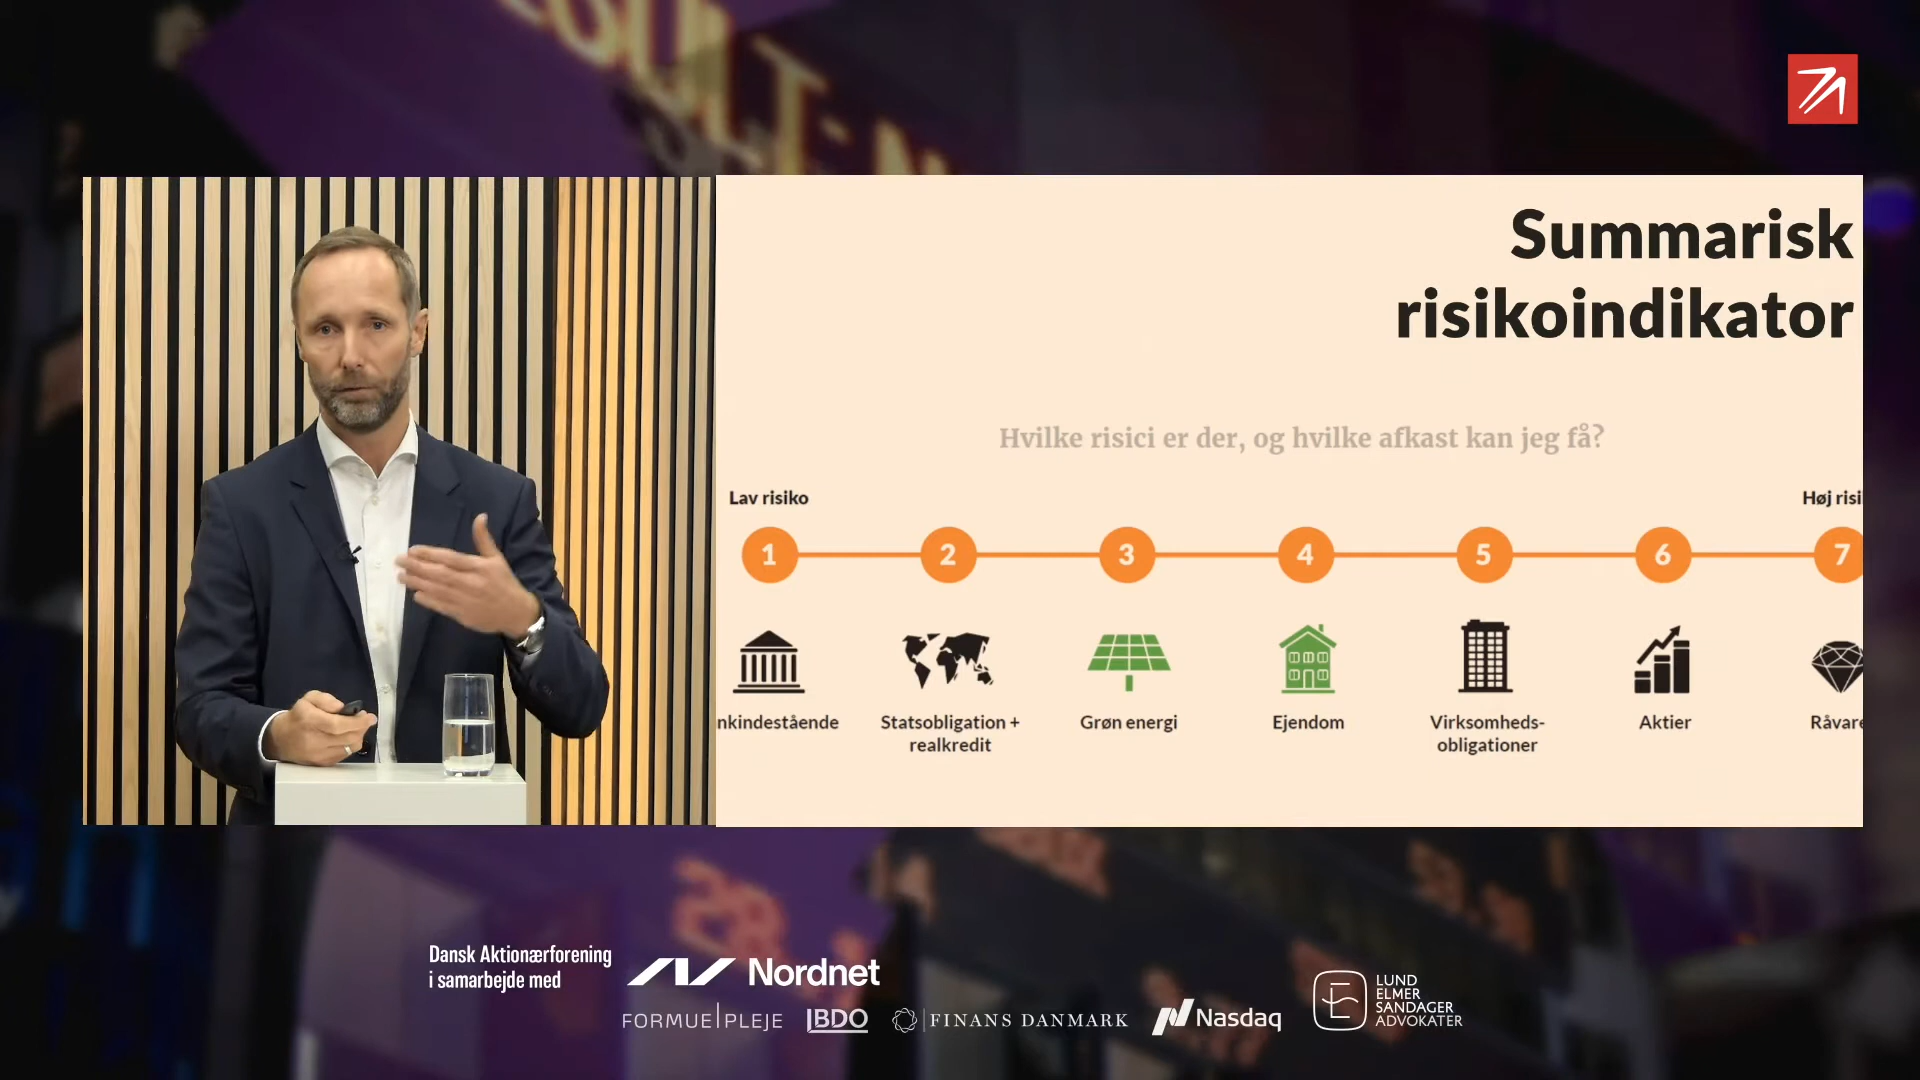 Summarisk
risikoindikator
Hvilke risici er der, og hvilke afkast kan jeg få?
Lav risiko
Høj risi
1
2
3
4
5
6
7
nkindestående
Statsobligation +
realkredit
Grøn energi
Ejendom
Virksomheds-
obligationer
Aktier
Råvare
Dansk Aktionærforening
i samarbejde med
Nordnet
FORMUE|PLEJE
BDO
FINANS DANMARK
Nasdaq
LUND
ELMER
SANDAGER
ADVOKATER